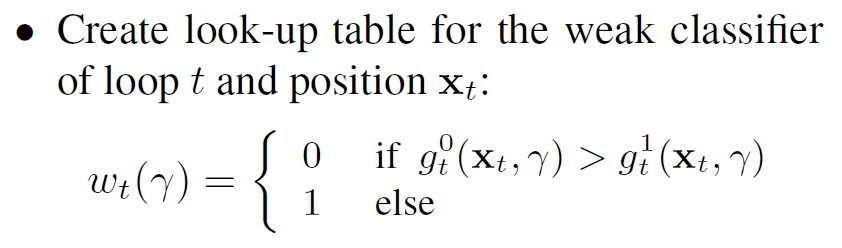 • Create look-up table for the weak classifier
of loop t and position x_t:
w_t(γ) = { 0 if g_t^0(x_t, γ) > g_t^1(x_t, γ)
1 else